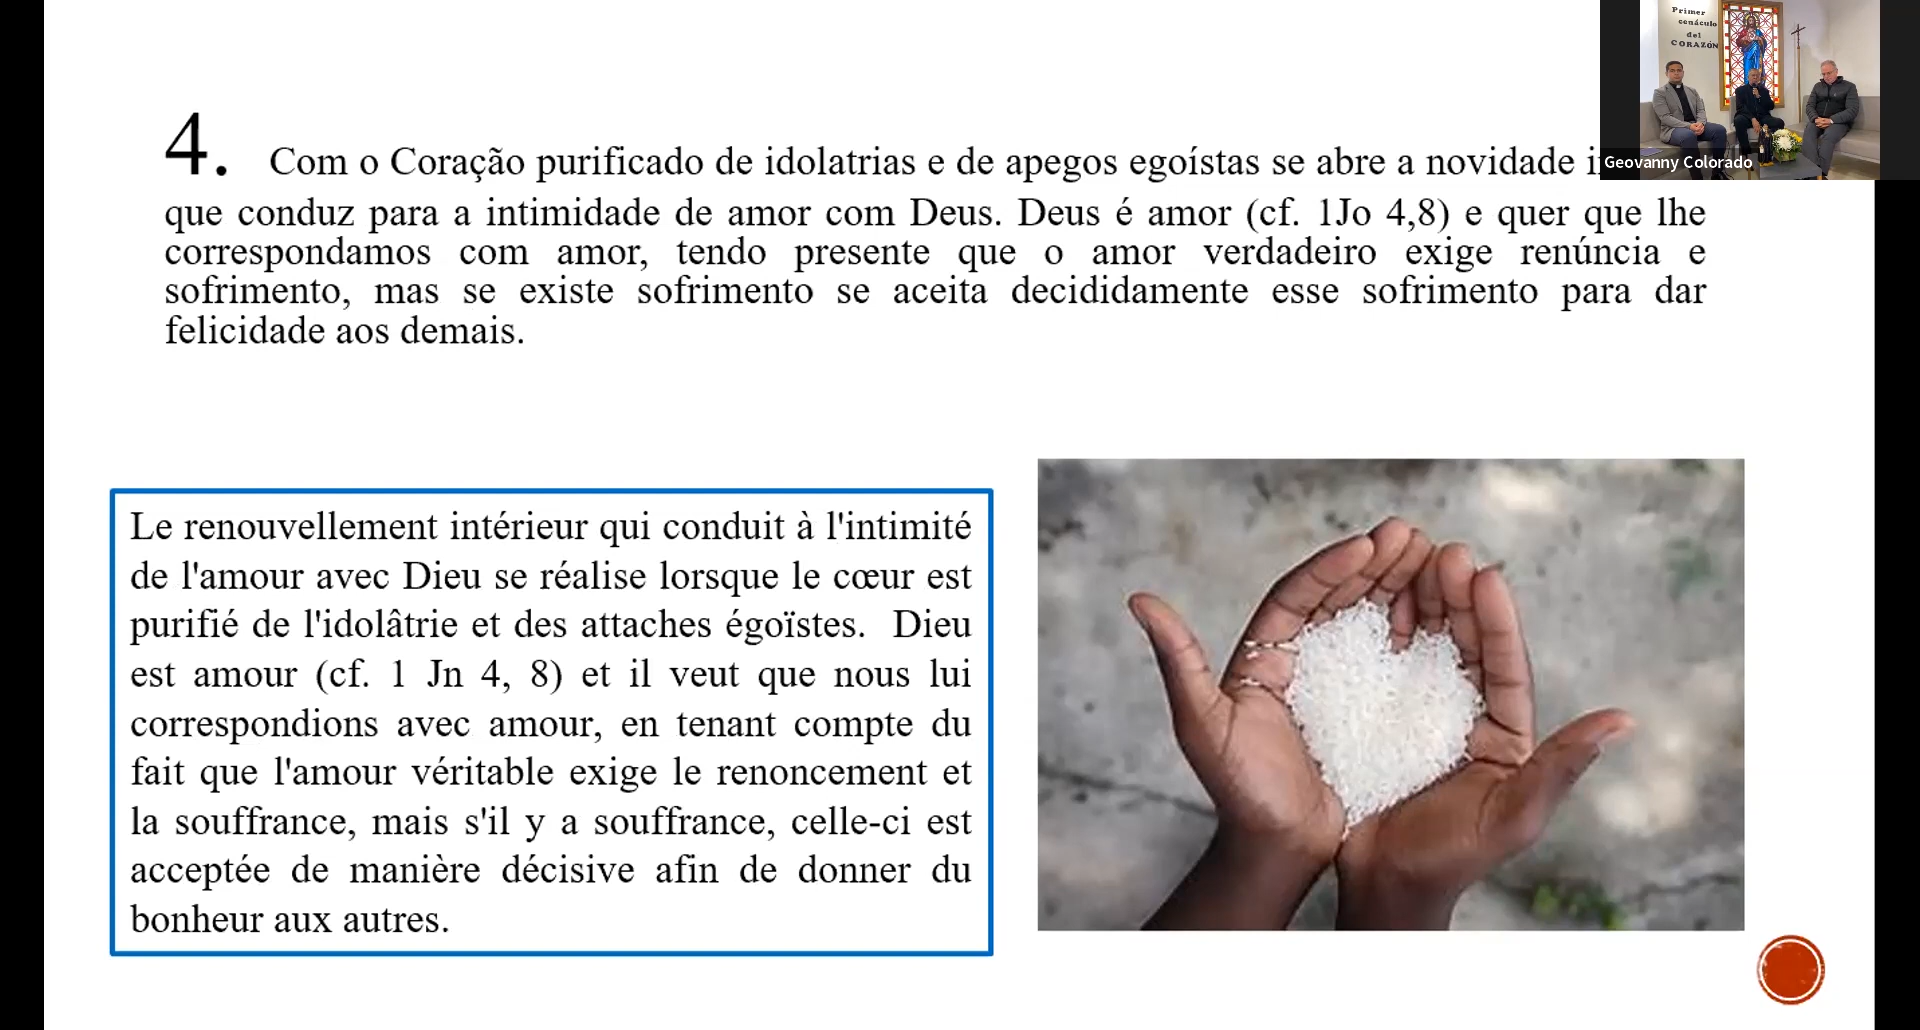 4. Com o Coração purificado de idolatrias e de apegos egoístas se abre a novidade
que conduz para a intimidade de amor com Deus. Deus é amor (cf. 1Jo 4,8) e quer que lhe
correspondamos com amor, tendo presente que o amor verdadeiro exige renúncia e
sofrimento, mas se existe sofrimento se aceita decididamente esse sofrimento para dar
felicidade aos demais.
Le renouvellement intérieur qui conduit à l'intimité
de l'amour avec Dieu se réalise lorsque le cœur est
purifié de l'idolâtrie et des attaches égoïstes. Dieu
est amour (cf. 1 Jn 4, 8) et il veut que nous lui
correspondions avec amour, en tenant compte du
fait que l'amour véritable exige le renoncement et
la souffrance, mais s'il y a souffrance, celle-ci est
acceptée de manière décisive afin de donner du
bonheur aux autres.
Primer
cenáculo
del
CORAZÓN
Geovanny Colorado